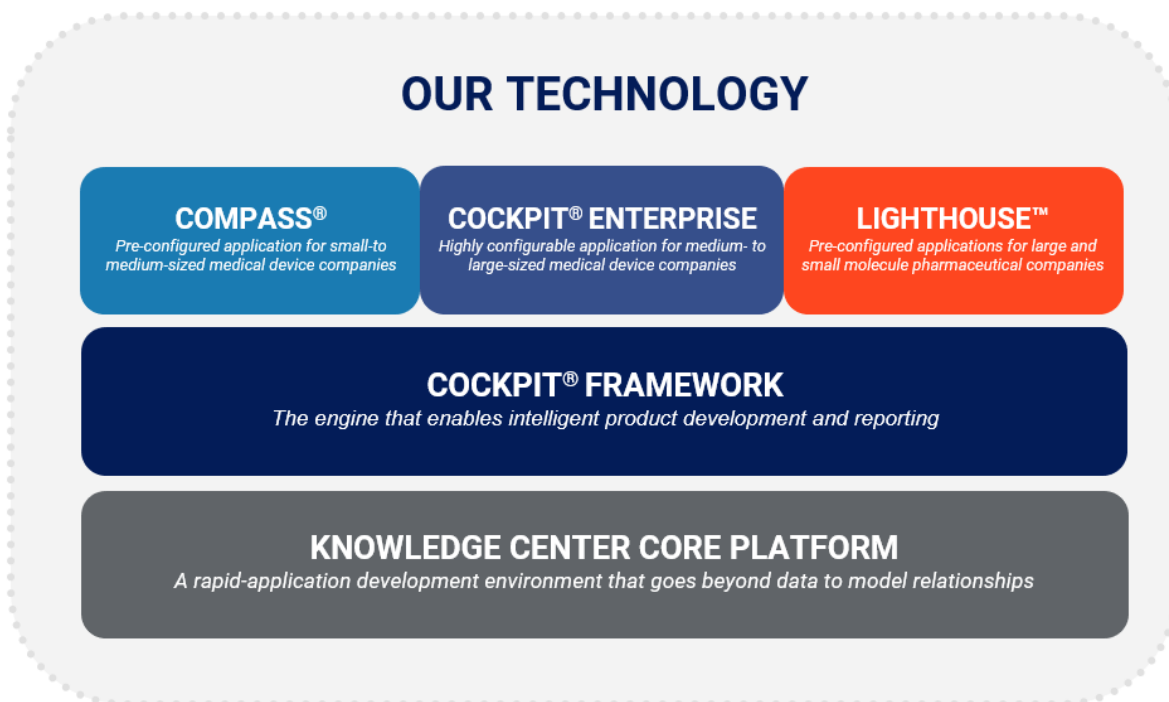 OUR TECHNOLOGY
COMPASS®
Pre-configured application for small-to
medium-sized medical device companies
COCKPIT® ENTERPRISE
Highly configurable application for medium- to
large-sized medical device companies
LIGHTHOUSE™
Pre-configured applications for large and
small molecule pharmaceutical companies
COCKPIT® FRAMEWORK
The engine that enables intelligent product development and reporting
KNOWLEDGE CENTER CORE PLATFORM
A rapid-application development environment that goes beyond data to model relationships